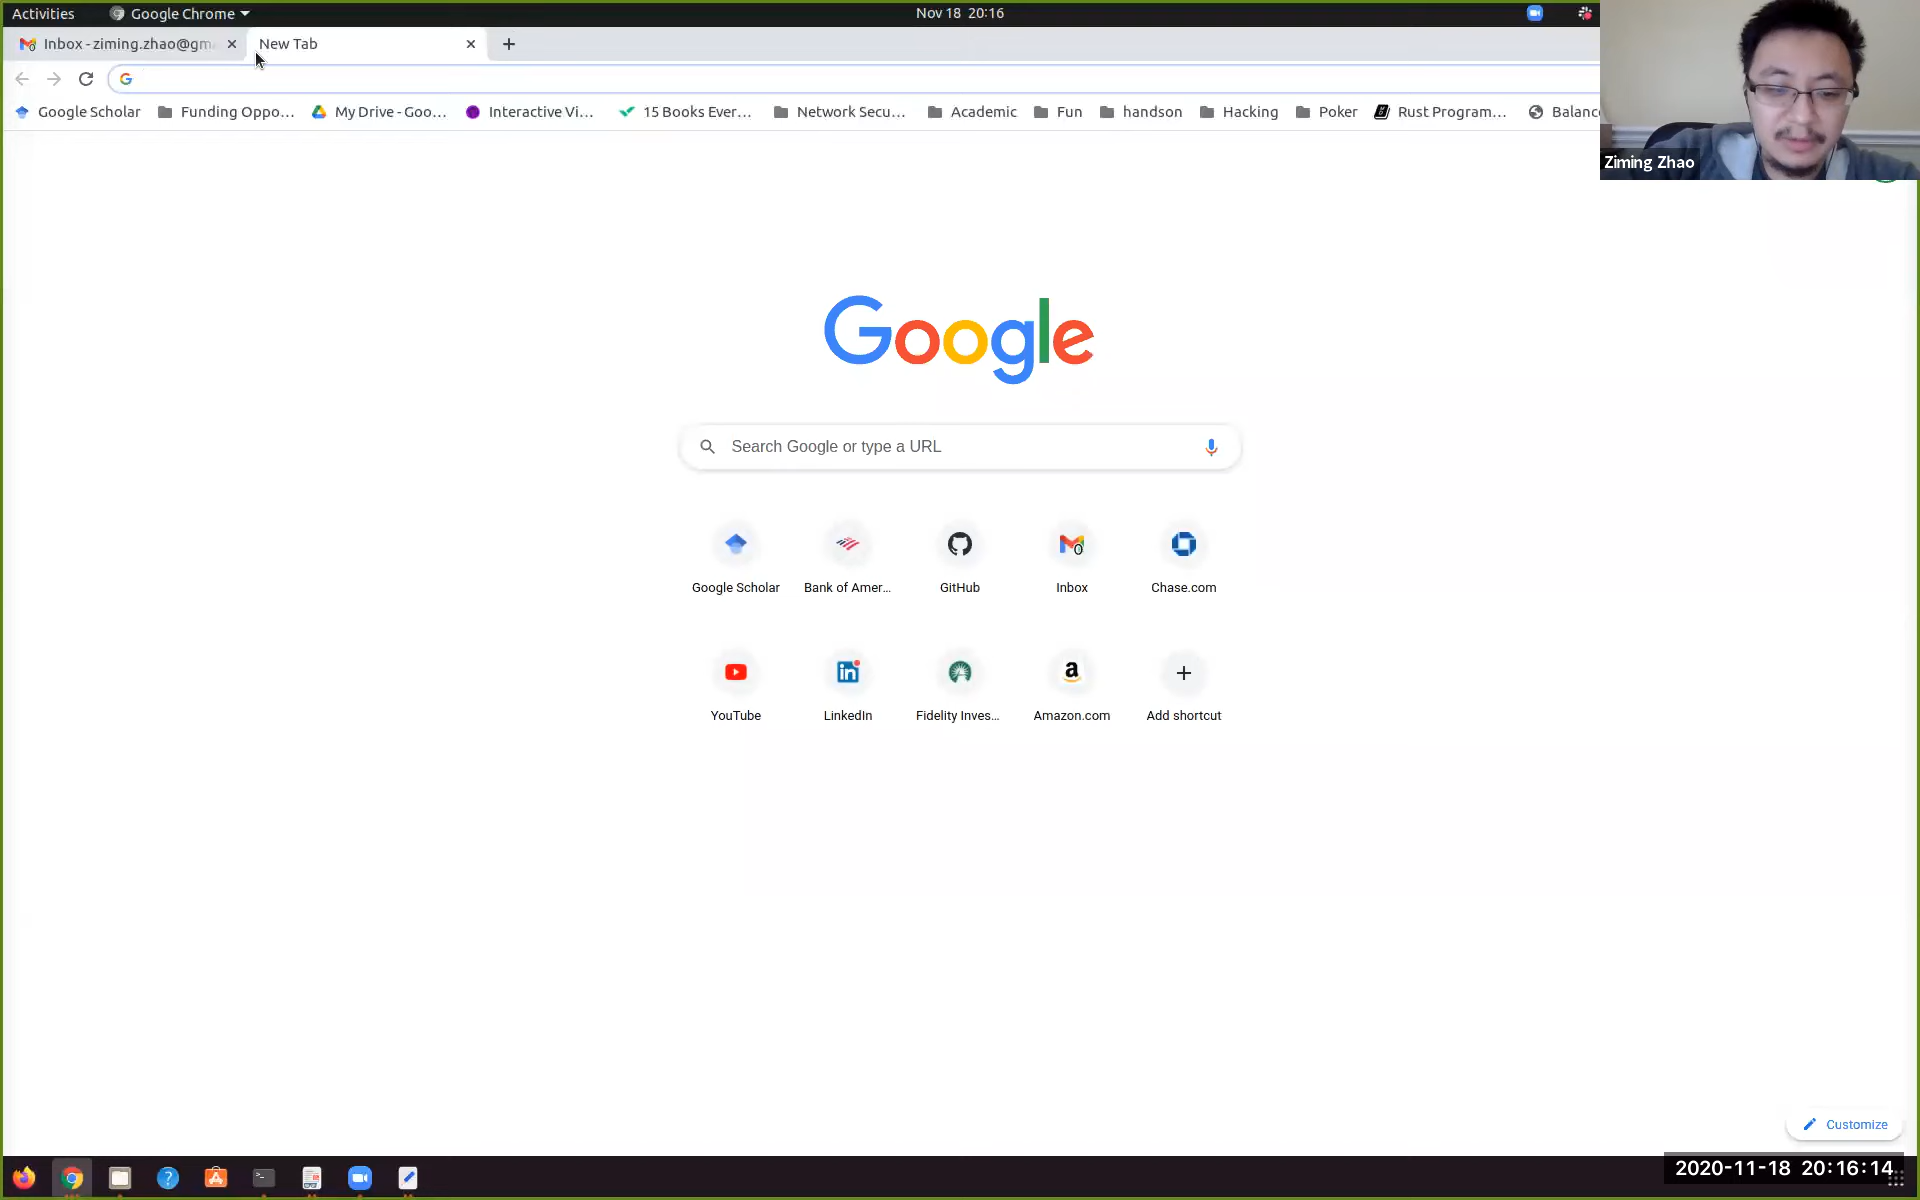 Activities
Google Chrome
Nov 18 20:16
Inbox - ziming.zhao@gm
New Tab
Google Scholar
Funding Oppo...
My Drive - Goo...
Interactive Vi...
15 Books Ever...
Network Secu...
Academic
Fun
handson
Hacking
Poker
Rust Program...
Balanc
Ziming Zhao
Google
Search Google or type a URL
Google Scholar
Bank of Amer...
GitHub
Inbox
Chase.com
YouTube
LinkedIn
Fidelity Inves...
Amazon.com
Add shortcut
Customize
2020-11-18 20:16:14